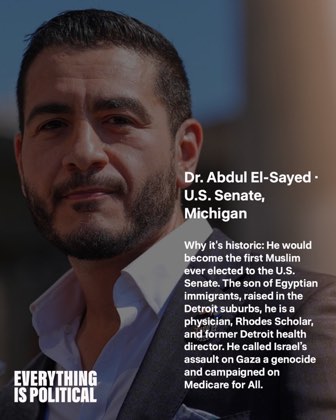 Dr. Abdul El-Sayed ·
U.S. Senate,
Michigan
Why it's historic: He would
become the first Muslim
ever elected to the U.S.
Senate. The son of Egyptian
immigrants, raised in the
Detroit suburbs, he is a
physician, Rhodes Scholar,
and former Detroit health
director. He called Israel's
assault on Gaza a genocide
and campaigned on
Medicare for All.
EVERYTHING
IS POLITICAL